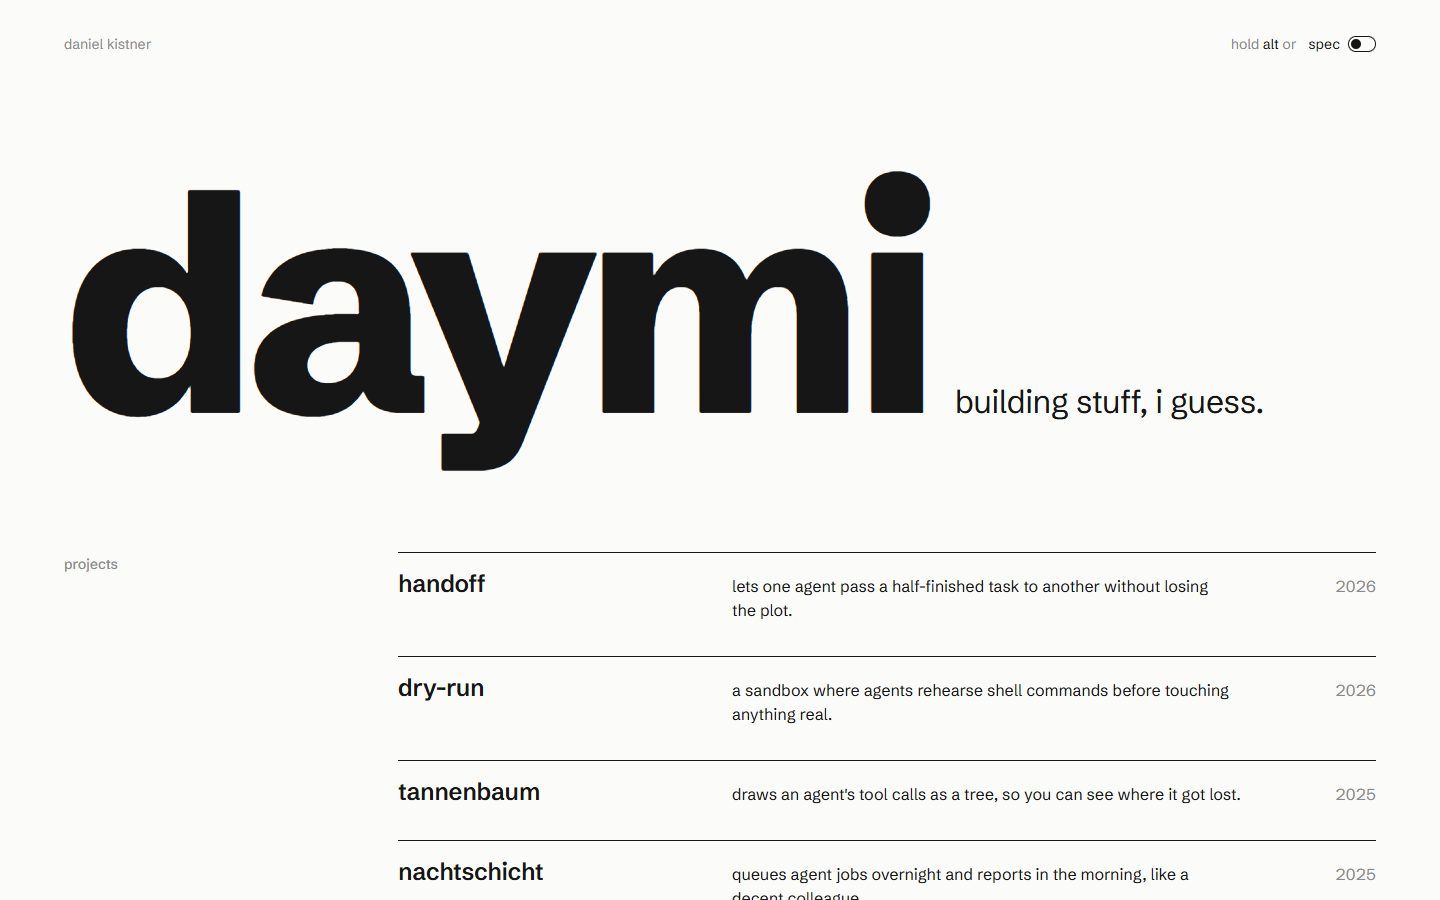 daniel kistner
hold alt or spec
daymi
building stuff, i guess.
projects
handoff
lets one agent pass a half-finished task to another without losing
the plot.
2026
dry-run
a sandbox where agents rehearse shell commands before touching
anything real.
2026
tannenbaum
draws an agent's tool calls as a tree, so you can see where it got lost.
2025
nachtschicht
queues agent jobs overnight and reports in the morning, like a
decent colleague.
2025